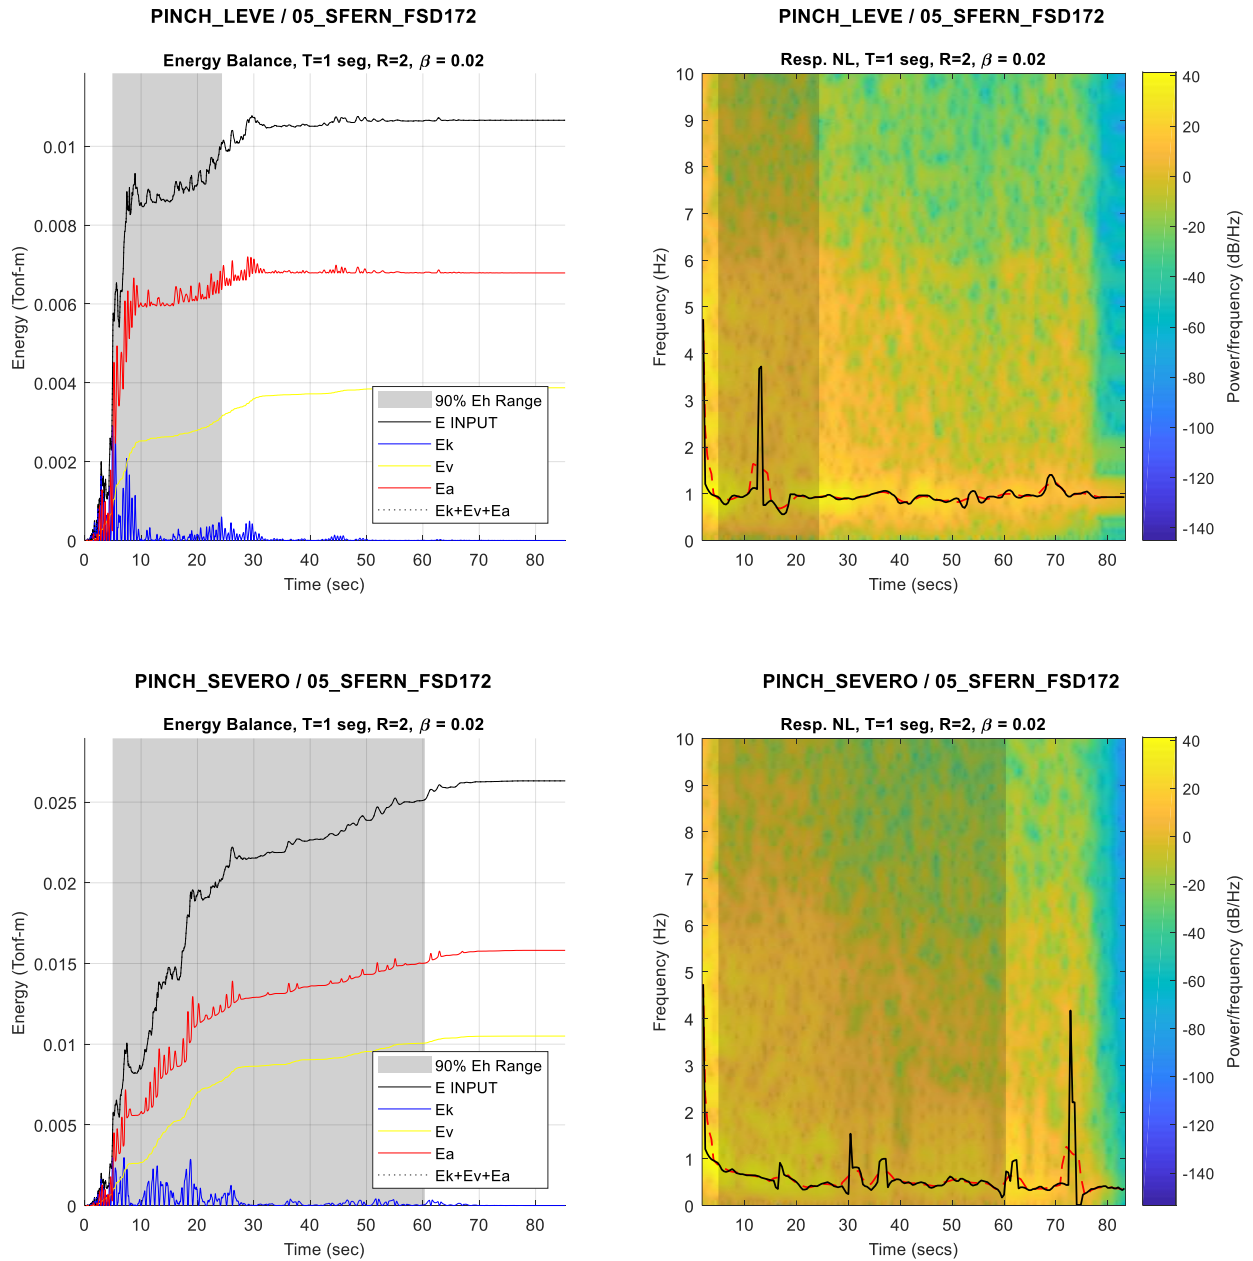 PINCH_LEVE / 05_SFERN_FSD172
Energy Balance, T=1 seg, R=2, β = 0.02
Energy (Tonf-m)
0.01
0.008
0.006
0.004
0.002
0
90% Eh Range
E INPUT
Ek
Ev
Ea
Ek+Ev+Ea
0 10 20 30 40 50 60 70 80
Time (sec)
PINCH_LEVE / 05_SFERN_FSD172
Resp. NL, T=1 seg, R=2, β = 0.02
Frequency (Hz)
10
9
8
7
6
5
4
3
2
1
0
10 20 30 40 50 60 70 80
Time (secs)
40
20
0
-20
-40
-60
-80
-100
-120
-140
Power/frequency (dB/Hz)
PINCH_SEVERO / 05_SFERN_FSD172
Energy Balance, T=1 seg, R=2, β = 0.02
Energy (Tonf-m)
0.025
0.02
0.015
0.01
0.005
0
90% Eh Range
E INPUT
Ek
Ev
Ea
Ek+Ev+Ea
0 10 20 30 40 50 60 70 80
Time (sec)
PINCH_SEVERO / 05_SFERN_FSD172
Resp. NL, T=1 seg, R=2, β = 0.02
Frequency (Hz)
10
9
8
7
6
5
4
3
2
1
0
10 20 30 40 50 60 70 80
Time (secs)
40
20
0
-20
-40
-60
-80
-100
-120
-140
Power/frequency (dB/Hz)